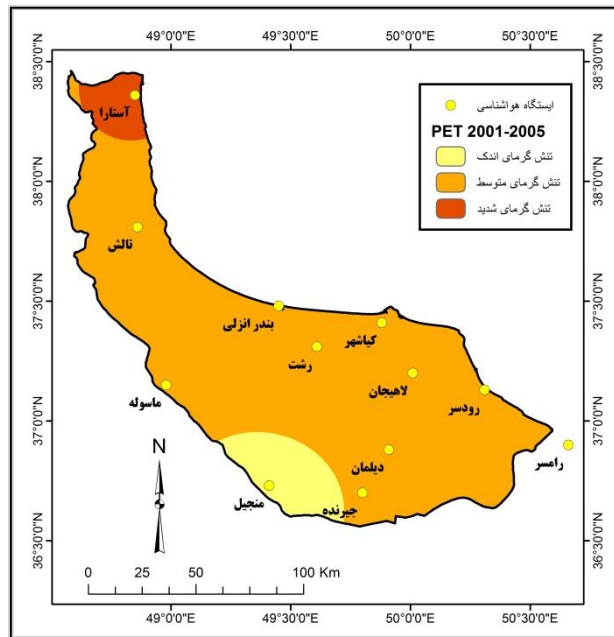 49°0'0"E 49°30'0"E 50°0'0"E 50°30'0"E
38°30'0"N 38°30'0"N
ایستگاه هواشناسی
PET 2001-2005
تنش گرمای اندک
تنش گرمای متوسط
تنش گرمای شدید
آستارا
38°0'0"N 38°0'0"N
تالش
37°30'0"N 37°30'0"N
بندر انزلی
کیاشهر
رشت
لاهیجان
رودسر
ماسوله
37°0'0"N 37°0'0"N
رامسر
دیلمان
منجیل
جیرنده
N
36°30'0"N 36°30'0"N
0 25 50 100 Km
49°0'0"E 49°30'0"E 50°0'0"E 50°30'0"E